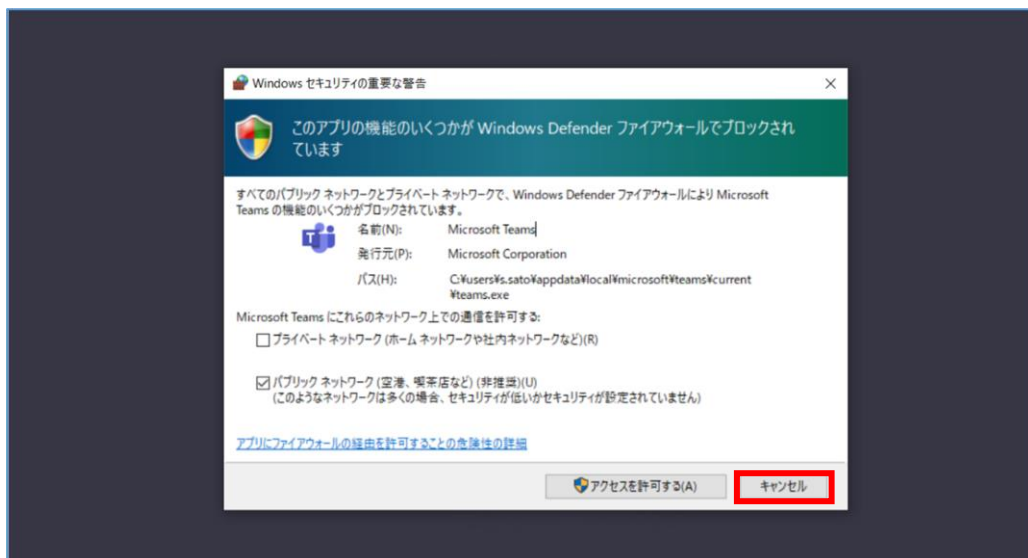 Windows セキュリティの重要な警告
このアプリの機能のいくつかが Windows Defender ファイアウォールでブロックされ
ています
すべてのパブリック ネットワークとプライベート ネットワークで、Windows Defender ファイアウォールにより Microsoft
Teams の機能のいくつかがブロックされています。
名前(N): Microsoft Teams
発行元(P): Microsoft Corporation
パス(H): C:¥users¥s.sato¥appdata¥local¥microsoft¥teams¥current
¥teams.exe
Microsoft Teams にこれらのネットワーク上での通信を許可する:
プライベート ネットワーク (ホーム ネットワークや社内ネットワークなど)(R)
パブリック ネットワーク (空港、喫茶店など) (非推奨)(U)
(このようなネットワークは多くの場合、セキュリティが低いかセキュリティが設定されていません)
アプリにファイアウォールの経由を許可することの危険性の詳細
アクセスを許可する(A) キャンセル